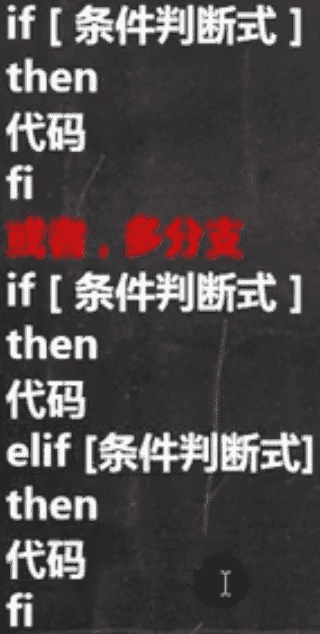 if [ 条件判断式 ]
then
代码
fi
或者，多分支
if [ 条件判断式 ]
then
代码
elif [条件判断式]
then
代码
fi